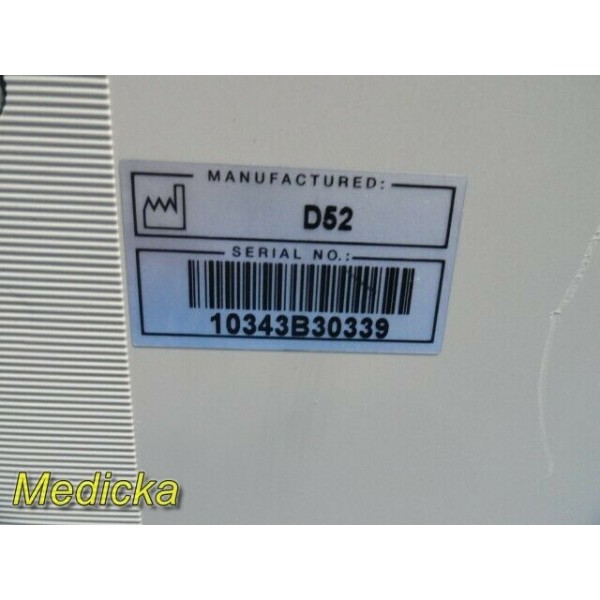 MANUFACTURED:
D52
SERIAL NO.:
10343B30339
Medicka